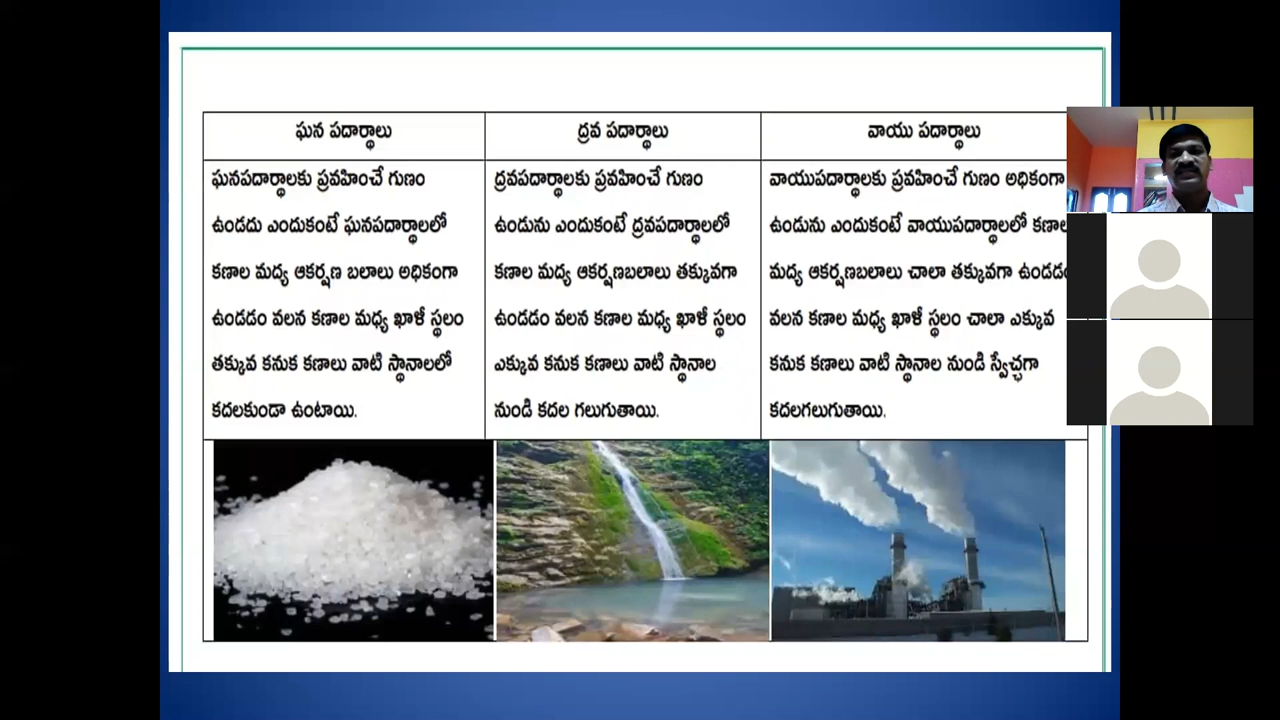 ఘన పదార్థాలు
ద్రవ పదార్థాలు
వాయు పదార్థాలు
ఘనపదార్థాలకు ప్రవహించే గుణం
ఉండదు ఎందుకంటే ఘనపదార్థాలలో
కణాల మద్య ఆకర్షణ బలాలు అధికంగా
ఉండడం వలన కణాల మధ్య ఖాళీ స్థలం
తక్కువ కనుక కణాలు వాటి స్థానాలలో
కదలకుండా ఉంటాయి.
ద్రవపదార్థాలకు ప్రవహించే గుణం
ఉండును ఎందుకంటే ద్రవపదార్థాలలో
కణాల మద్య ఆకర్షణబలాలు తక్కువగా
ఉండడం వలన కణాల మధ్య ఖాళీ స్థలం
ఎక్కువ కనుక కణాలు వాటి స్థానాల
నుండి కదల గలుగుతాయి.
వాయుపదార్థాలకు ప్రవహించే గుణం అధికంగా
ఉండును ఎందుకంటే వాయుపదార్థాలలో
మద్య ఆకర్షణబలాలు చాలా తక్కువగా
వలన కణాల మధ్య ఖాళీ స్థలం చాలా ఎక్కువ
కనుక కణాలు వాటి స్థానాల నుండి స్వేచ్ఛగా
కదలగలుగుతాయి.